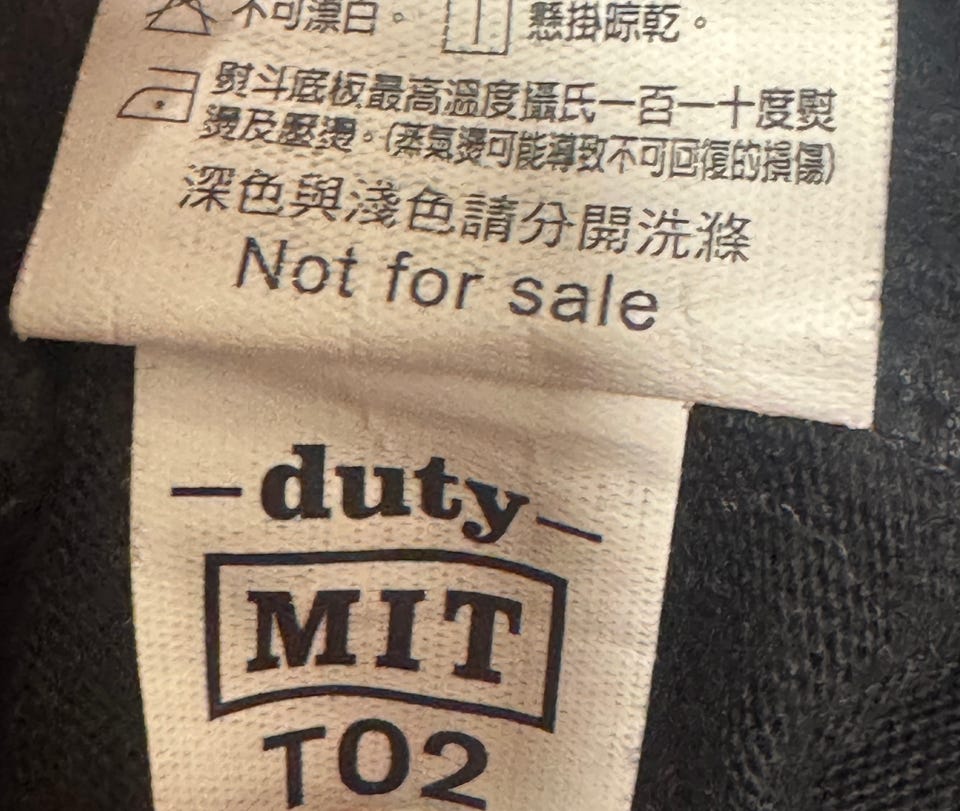 不可漂白。 懸掛晾乾。
熨斗底板最高溫度攝氏一百一十度熨
燙及壓燙。(蒸氣燙可能導致不可回復的損傷)
深色與淺色請分開洗滌
Not for sale
duty
MIT
TO2